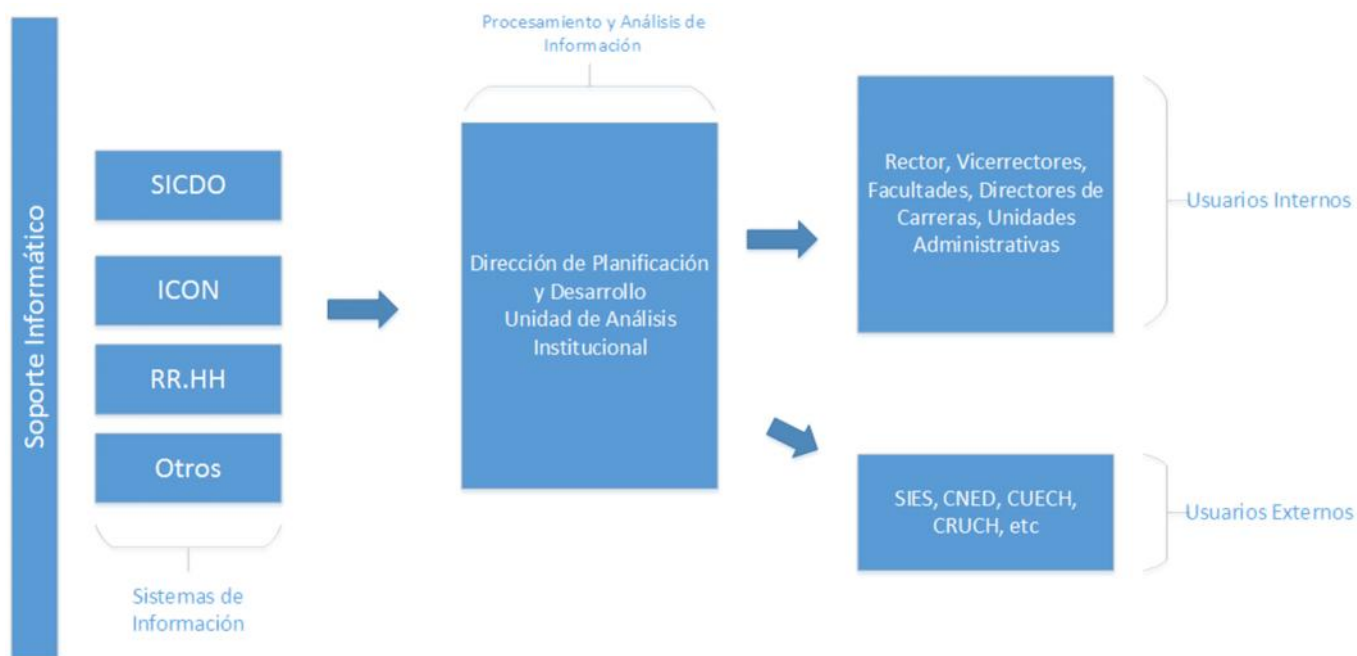 Soporte Informático
SICDO
ICON
RR.HH
Otros
Sistemas de
Información
Procesamiento y Análisis de
Información
Dirección de Planificación
y Desarrollo
Unidad de Análisis
Institucional
Rector, Vicerrectores,
Facultades, Directores de
Carreras, Unidades
Administrativas
Usuarios Internos
SIES, CNED, CUECH,
CRUCH, etc
Usuarios Externos